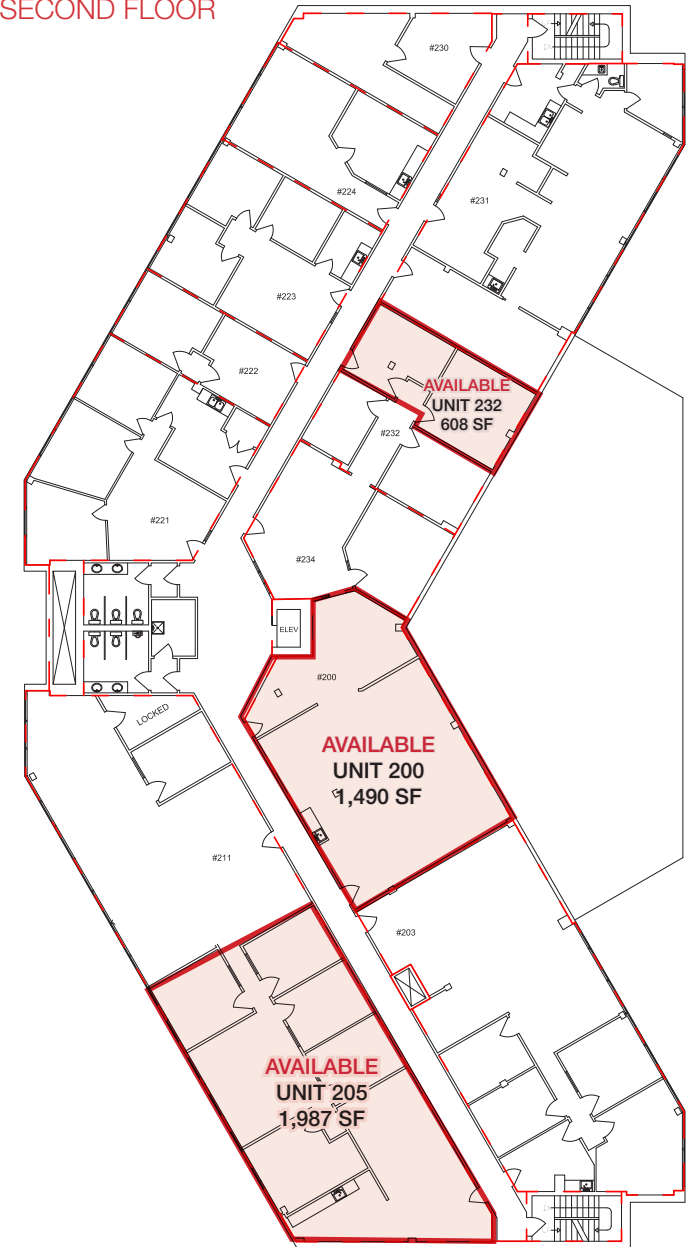 SECOND FLOOR
#230
#224
#231
#223
#222
AVAILABLE
UNIT 232
608 SF
#232
#221
#234
ELEV
#200
LOCKED
AVAILABLE
UNIT 200
1,490 SF
#211
#203
AVAILABLE
UNIT 205
1,987 SF